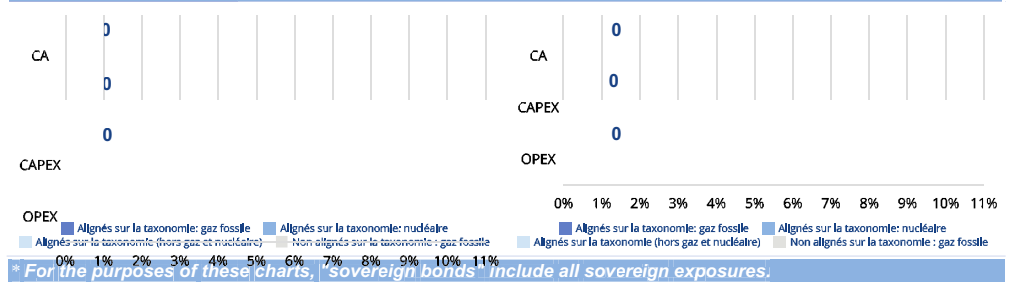 0
CA
0
0
CAPEX
OPEX
Alignés sur la taxonomie: gaz fossile Alignés sur la taxonomie: nucléaire
Alignés sur la taxonomie (hors gaz et nucléaire) Non alignés sur la taxonomie : gaz fossile
0% 1% 2% 3% 4% 5% 6% 7% 8% 9% 10% 11%
0
CA
0
CAPEX
0
OPEX
0% 1% 2% 3% 4% 5% 6% 7% 8% 9% 10% 11%
Alignés sur la taxonomie: gaz fossile Alignés sur la taxonomie: nucléaire
Alignés sur la taxonomie (hors gaz et nucléaire) Non alignés sur la taxonomie : gaz fossile
* For the purposes of these charts, "sovereign bonds" include all sovereign exposures.